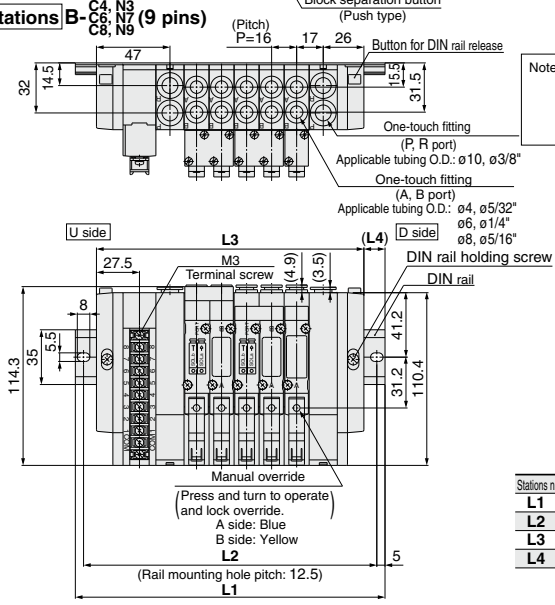 Stations B- C4, N3
C6, N7
C8, N9
(9 pins)
Block separation button
(Push type)
(Pitch)
P=16
17
26
47
Button for DIN rail release
32
14.5
15.5
31.5
Note
One-touch fitting
(P, R port)
Applicable tubing O.D.: ø10, ø3/8"
One-touch fitting
(A, B port)
Applicable tubing O.D.: ø4, ø5/32"
ø6, ø1/4"
ø8, ø5/16"
U side
L3
(L4)
D side
27.5
M3
Terminal screw
(4.9)
(3.5)
DIN rail holding screw
DIN rail
8
5.5
35
114.3
41.2
31.2
110.4
Manual override
(Press and turn to operate
and lock override.
A side: Blue
B side: Yellow)
L2
5
(Rail mounting hole pitch: 12.5)
L1
Stations n
L1
L2
L3
L4